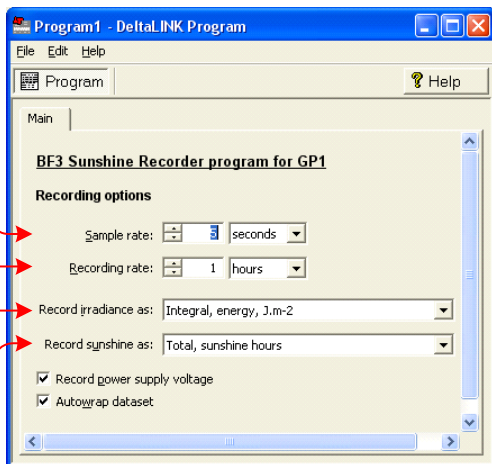 Program1 - DeltaLINK Program
File Edit Help
Program
? Help
Main
BF3 Sunshine Recorder program for GP1
Recording options
Sample rate: 5 seconds
Recording rate: 1 hours
Record irradiance as: Integral, energy, J.m-2
Record sunshine as: Total, sunshine hours
Record power supply voltage
Autowrap dataset